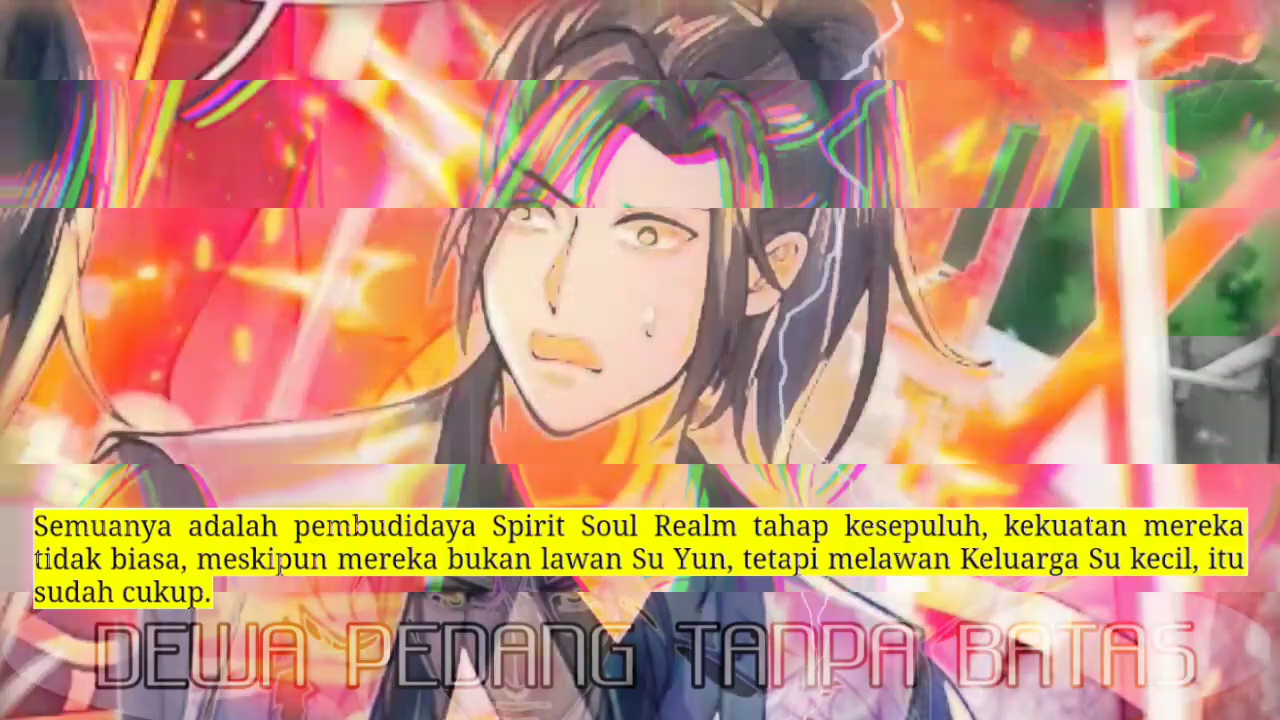 Semuanya adalah pembudidaya Spirit Soul Realm tahap kesepuluh, kekuatan mereka
tidak biasa, meskipun mereka bukan lawan Su Yun, tetapi melawan Keluarga Su kecil, itu
sudah cukup.
DEWA PEDANG TANPA BATAS